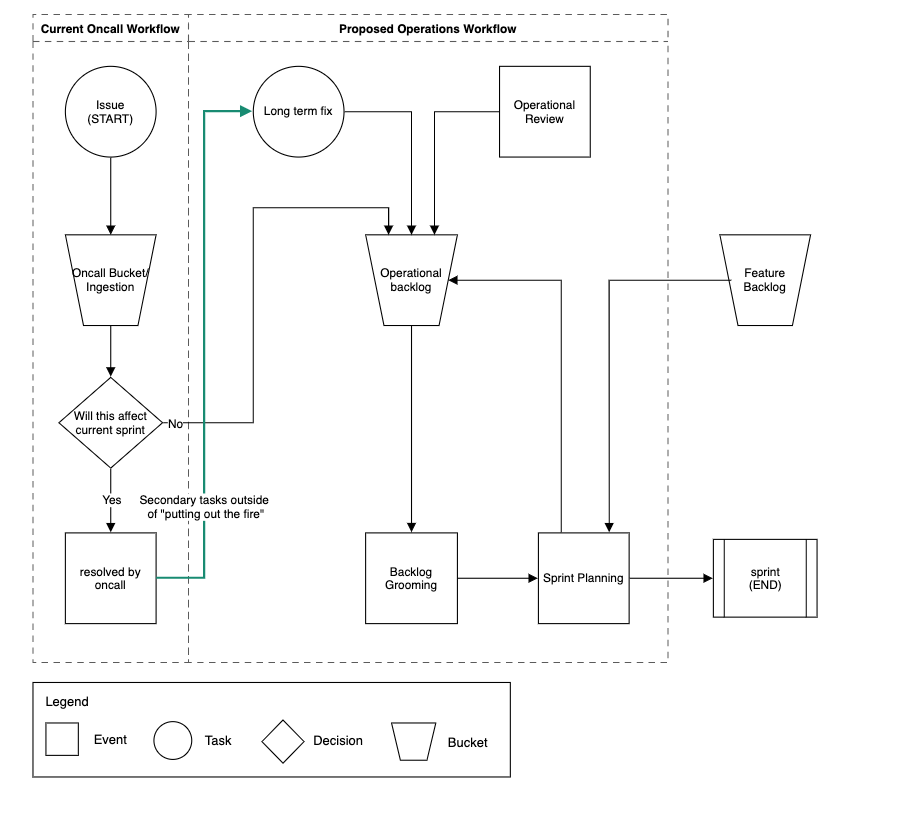 Current Oncall Workflow
Proposed Operations Workflow
Issue
(START)
Long term fix
Operational
Review
Oncall Bucket/
Ingestion
Operational
backlog
Feature
Backlog
Will this affect
current sprint
No
Yes
Secondary tasks outside
of "putting out the fire"
resolved by
oncall
Backlog
Grooming
Sprint Planning
sprint
(END)
Legend
Event
Task
Decision
Bucket